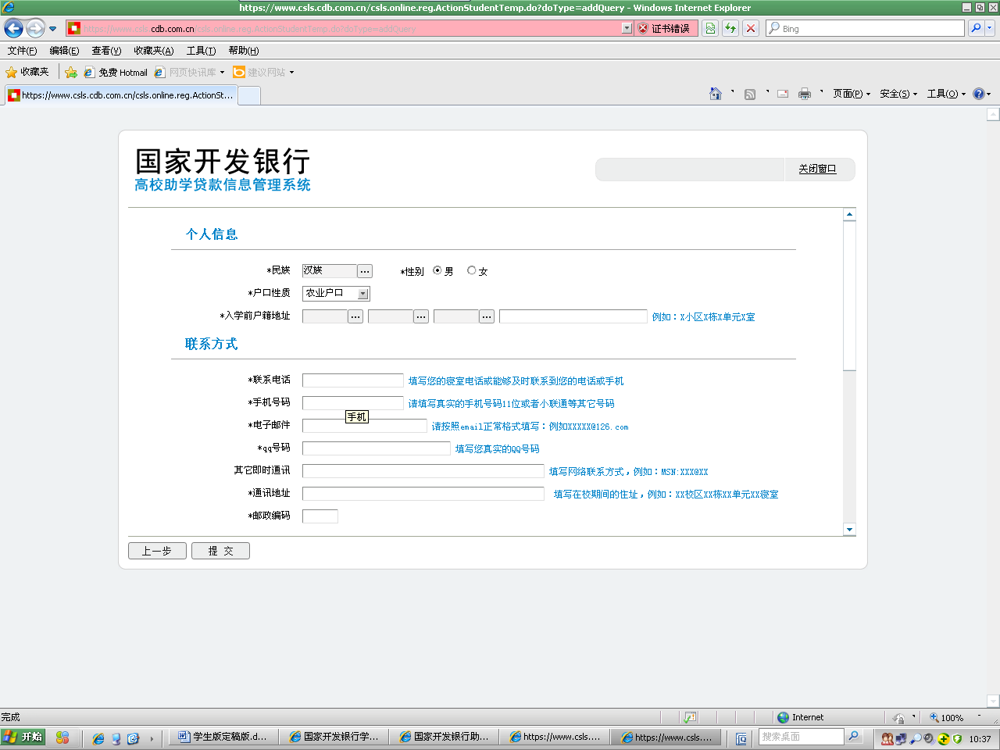 https://www.csls.cdb.com.cn/csls.online.reg.ActionStudentTemp.do?doType=addQuery - Windows Internet Explorer
https://www.csls.cdb.com.cn/csls.online.reg.ActionStudentTemp.do?doType=addQuery 证书错误 Bing
文件(F) 编辑(E) 查看(V) 收藏夹(A) 工具(T) 帮助(H)
收藏夹 免费 Hotmail 网页快讯库 建议网站
https://www.csls.cdb.com.cn/csls.online.reg.ActionSt... 页面(P) 安全(S) 工具(O)
国家开发银行
高校助学贷款信息管理系统
关闭窗口
个人信息
*民族 汉族 ... *性别 男 女
*户口性质 农业户口
*入学前户籍地址 ... ... ... 例如：X小区X栋X单元X室
联系方式
*联系电话 填写您的寝室电话或能够及时联系到您的电话或手机
*手机号码 请填写真实的手机号码11位或者小联通等其它号码
手机
*电子邮件 请按照email正常格式填写：例如XXXXX@126.com
*qq号码 填写您真实的QQ号码
其它即时通讯 填写网络联系方式，例如：MSN:XXX@XX
*通讯地址 填写在校期间的住址，例如：XX校区XX栋XX单元XX寝室
*邮政编码
上一步 提 交
完成 Internet 100%
开始 学生版定稿版.d... 国家开发银行学... 国家开发银行助... https://www.csls.... https://www.csls.... 搜索桌面 10:37